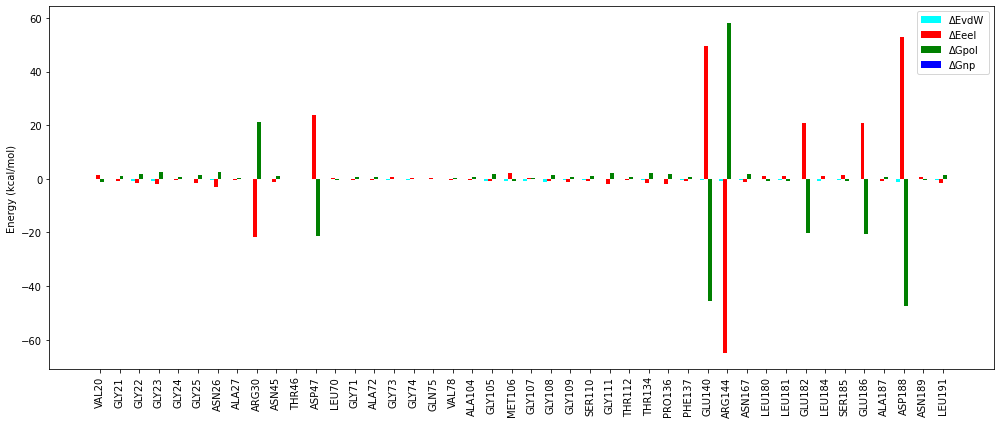 60
40
20
0
−20
−40
−60
Energy (kcal/mol)
ΔEvdW
ΔEeel
ΔGpol
ΔGnp
VAL20
GLY21
GLY22
GLY23
GLY24
GLY25
ASN26
ALA27
ARG30
ASN45
THR46
ASP47
LEU70
GLY71
ALA72
GLY73
GLY74
GLN75
VAL78
ALA104
GLY105
MET106
GLY107
GLY108
GLY109
SER110
GLY111
THR112
THR134
PRO136
PHE137
GLU140
ARG144
ASN167
LEU180
LEU181
GLU182
LEU184
SER185
GLU186
ALA187
ASP188
ASN189
LEU191